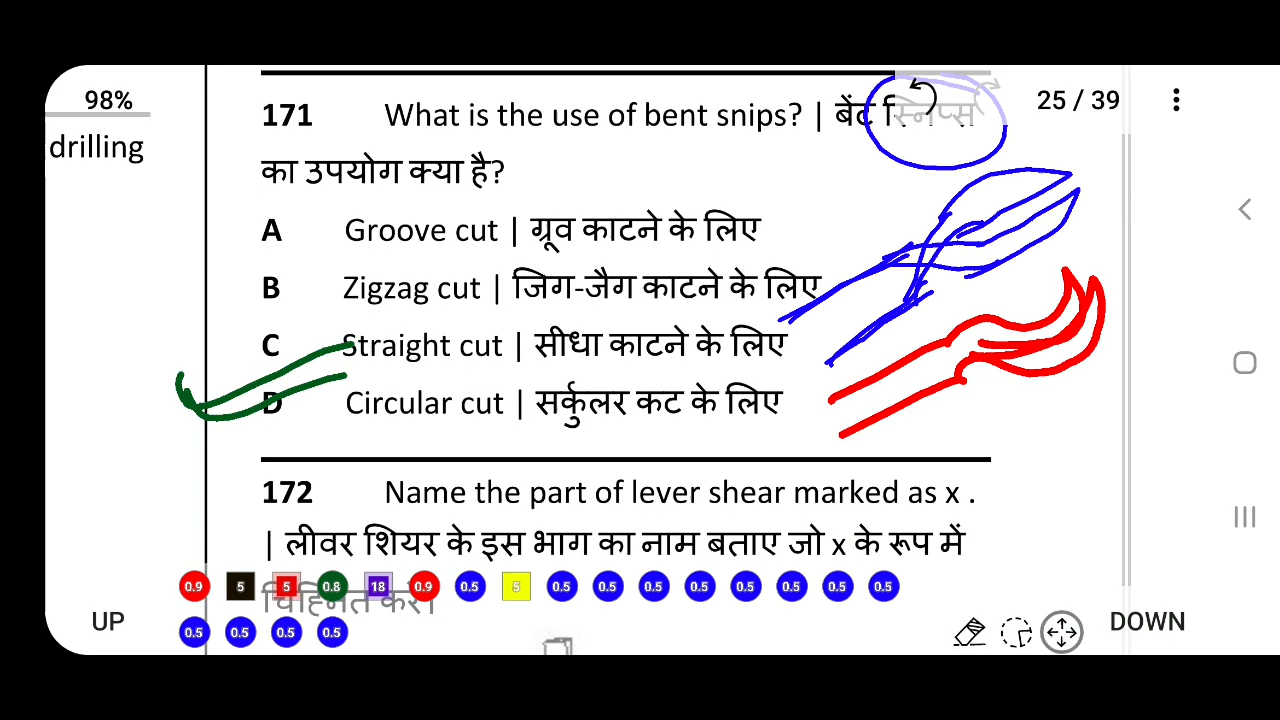 98%
drilling
25 / 39
171 What is the use of bent snips? | बेंट स्निप्स
का उपयोग क्या है?
A Groove cut | ग्रूव काटने के लिए
B Zigzag cut | जिग-जैग काटने के लिए
C Straight cut | सीधा काटने के लिए
D Circular cut | सर्कुलर कट के लिए
172 Name the part of lever shear marked as x .
| लीवर शियर के इस भाग का नाम बताए जो x के रूप में
चिह्नित करें।
0.9 5 5 0.8 18 0.9 0.5 5 0.5 0.5 0.5 0.5 0.5 0.5 0.5 0.5
0.5 0.5 0.5 0.5
UP
DOWN